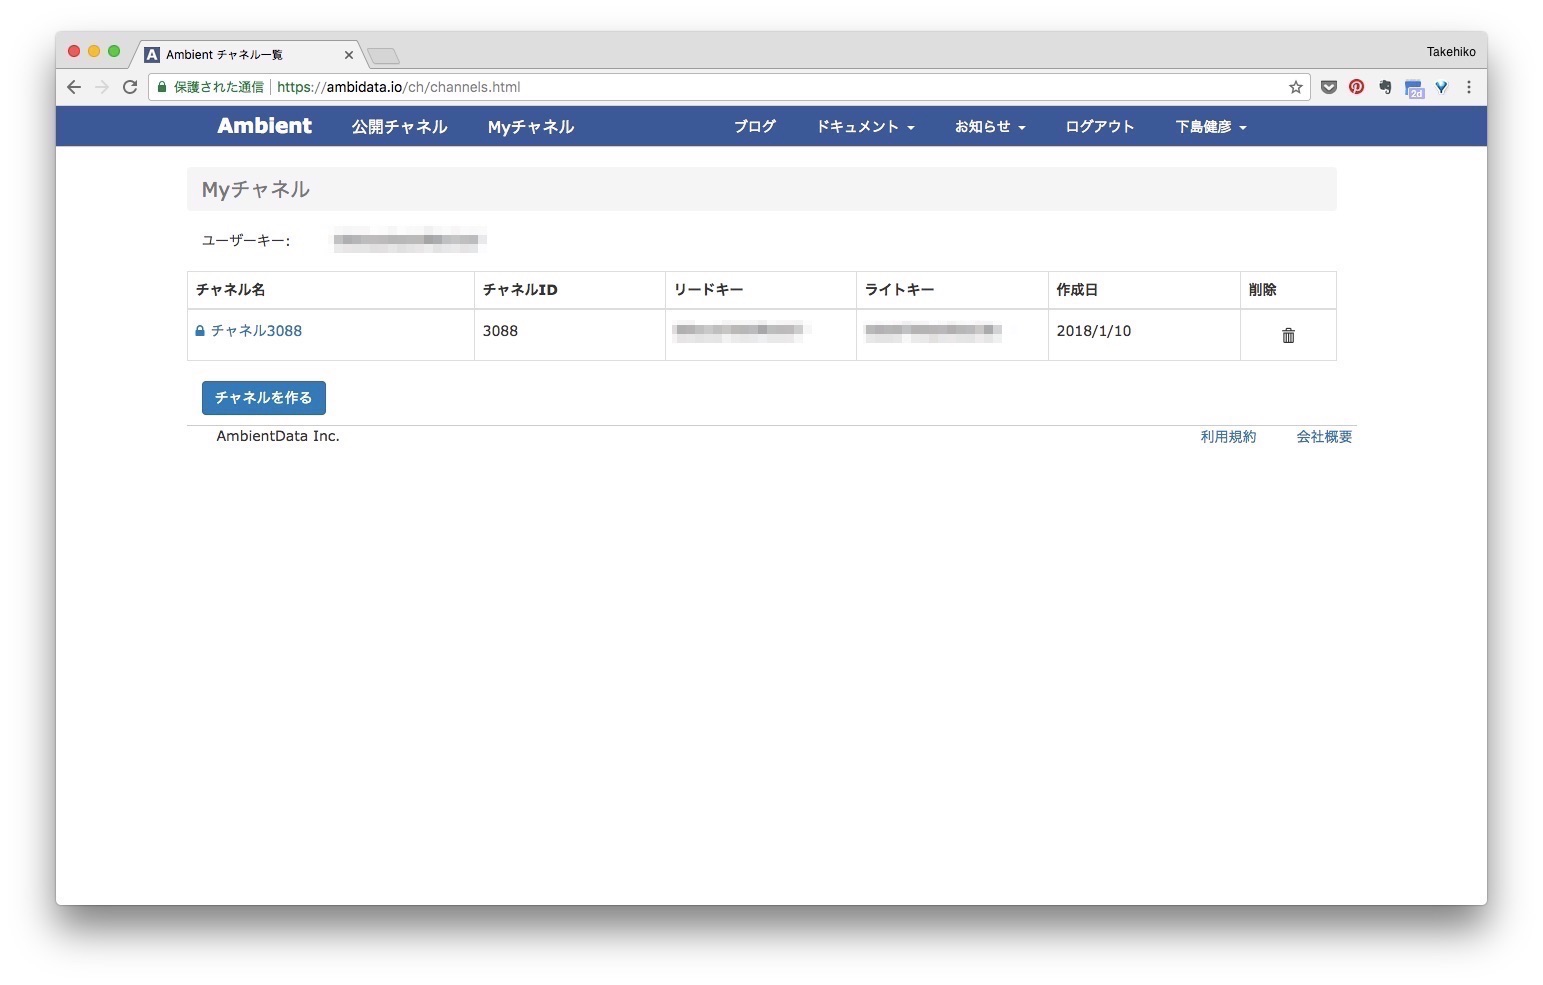 Ambient チャネル一覧
Takehiko
保護された通信 https://ambidata.io/ch/channels.html
2d
Ambient 公開チャネル Myチャネル ブログ ドキュメント お知らせ ログアウト 下島健彦
Myチャネル
ユーザーキー:
チャネル名 チャネルID リードキー ライトキー 作成日 削除
チャネル3088 3088 2018/1/10
チャネルを作る
AmbientData Inc. 利用規約 会社概要